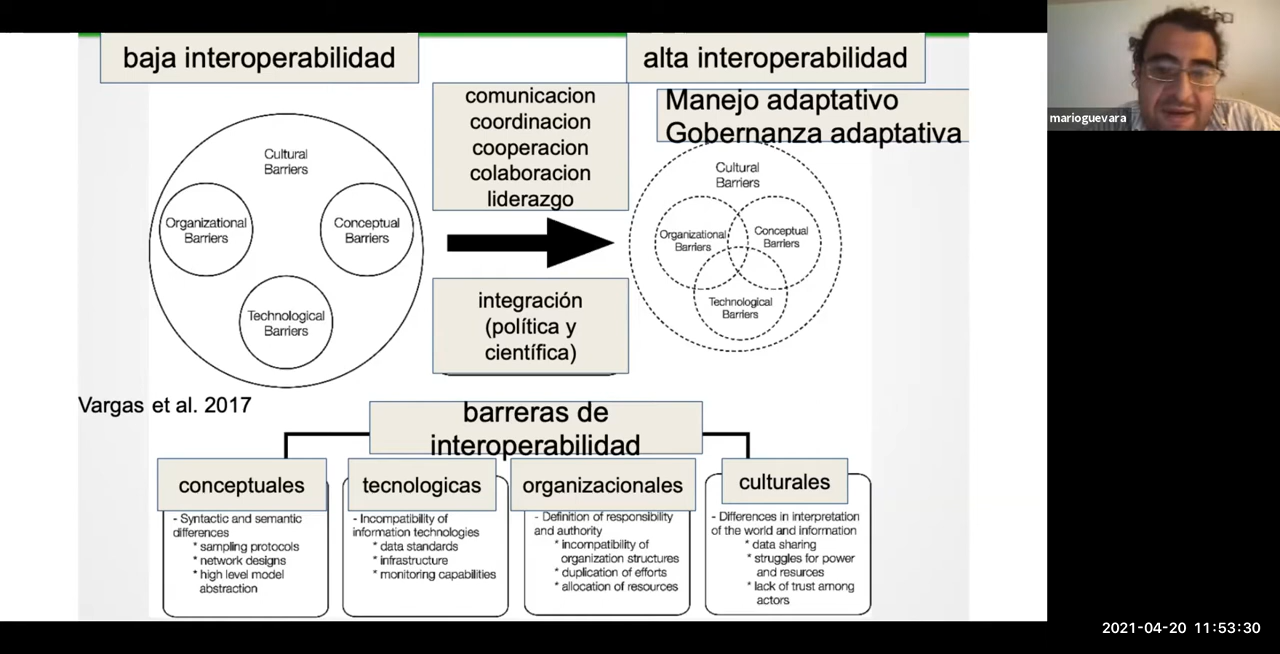 baja interoperabilidad
alta interoperabilidad
comunicacion
coordinacion
cooperacion
colaboracion
liderazgo
Manejo adaptativo
Gobernanza adaptativa
marioguevara
Cultural
Barriers
Organizational
Barriers
Conceptual
Barriers
Technological
Barriers
integración
(política y
científica)
Cultural
Barriers
Organizational
Barriers
Conceptual
Barriers
Technological
Barriers
Vargas et al. 2017
barreras de
interoperabilidad
conceptuales
- Syntactic and semantic
differences
* sampling protocols
* network designs
* high level model
abstraction
tecnologicas
- Incompatibility of
information technologies
* data standards
* infrastructure
* monitoring capabilities
organizacionales
- Definition of responsibility
and authority
* incompatibility of
organization structures
* duplication of efforts
* allocation of resources
culturales
- Differences in interpretation
of the world and information
* data sharing
* struggles for power
and resurces
* lack of trust among
actors
2021-04-20 11:53:30